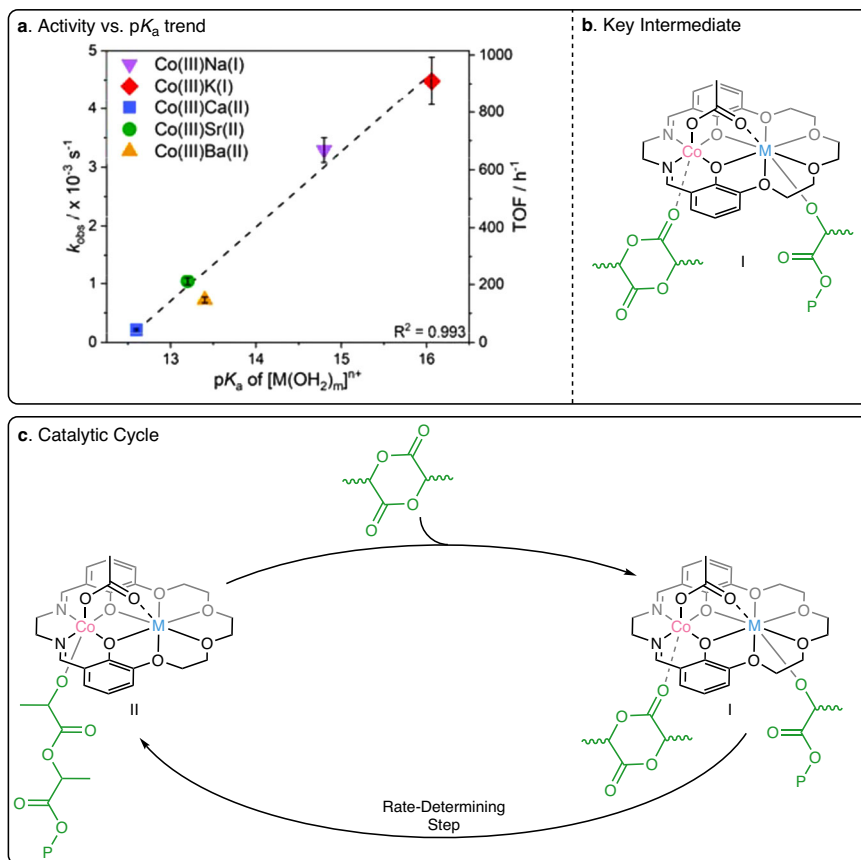 a. Activity vs. pKa trend
b. Key Intermediate
5
4
3
2
1
0
kobs / x 10⁻³ s⁻¹
Co(III)Na(I)
Co(III)K(I)
Co(III)Ca(II)
Co(III)Sr(II)
Co(III)Ba(II)
1000
800
600
400
200
0
TOF / h⁻¹
R² = 0.993
13
14
15
16
pKa of [M(OH₂)m]ⁿ⁺
O
O
O
O
N
Co
M
O
N
O
O
O
O
O
O
O
O
O
O
P
I
c. Catalytic Cycle
O
O
O
O
O
O
O
O
N
Co
M
O
N
O
O
O
O
O
O
O
O
P
II
O
O
O
O
N
Co
M
O
N
O
O
O
O
O
O
O
O
O
O
P
I
Rate-Determining
Step